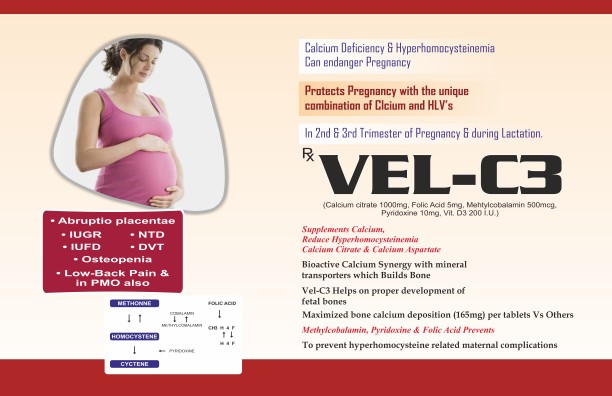 Calcium Deficiency & Hyperhomocysteinemia
Can endanger Pregnancy
Protects Pregnancy with the unique
combination of Clcium and HLV's
In 2nd & 3rd Trimester of Pregnancy & during Lactation.
Rx VEL-C3
(Calcium citrate 1000mg, Folic Acid 5mg, Mehtylcobalamin 500mcg,
Pyridoxine 10mg, Vit. D3 200 I.U.)
Supplements Calcium,
Reduce Hyperhomocysteinemia
Calcium Citrate & Calcium Aspartate
Bioactive Calcium Synergy with mineral
transporters which Builds Bone
Vel-C3 Helps on proper development of
fetal bones
Maximized bone calcium deposition (165mg) per tablets Vs Others
Methylcobalamin, Pyridoxine & Folic Acid Prevents
To prevent hyperhomocysteine related maternal complications
• Abruptio placentae
• IUGR • NTD
• IUFD • DVT
• Osteopenia
• Low-Back Pain &
in PMO also
METHONNE FOLIC ACID
COBALAMIN
METHYLCOBALAMIN
CH3 H 4 F
HOMOCYSTENE
H 4 F
PYRIDOXINE
CYCTENE